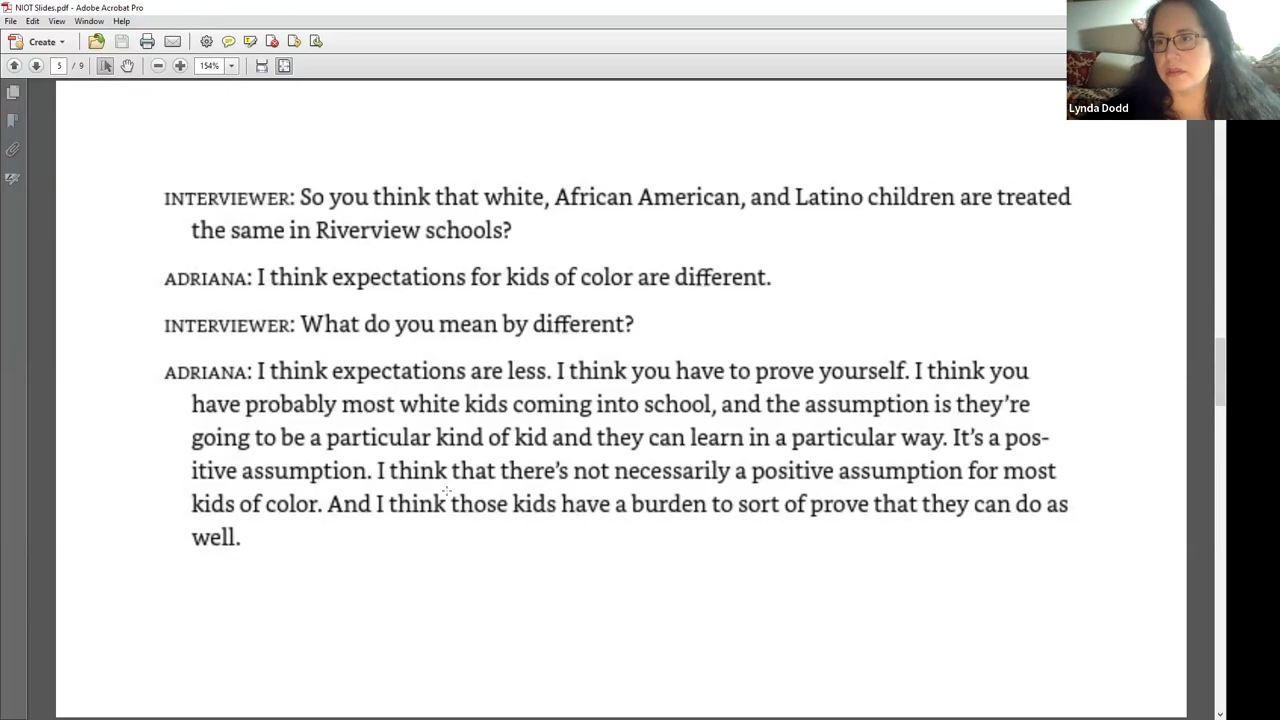 NIOT Slides.pdf - Adobe Acrobat Pro
File Edit View Window Help
Create
5 / 9 154%
Lynda Dodd
INTERVIEWER: So you think that white, African American, and Latino children are treated
the same in Riverview schools?
ADRIANA: I think expectations for kids of color are different.
INTERVIEWER: What do you mean by different?
ADRIANA: I think expectations are less. I think you have to prove yourself. I think you
have probably most white kids coming into school, and the assumption is they're
going to be a particular kind of kid and they can learn in a particular way. It's a pos-
itive assumption. I think that there's not necessarily a positive assumption for most
kids of color. And I think those kids have a burden to sort of prove that they can do as
well.